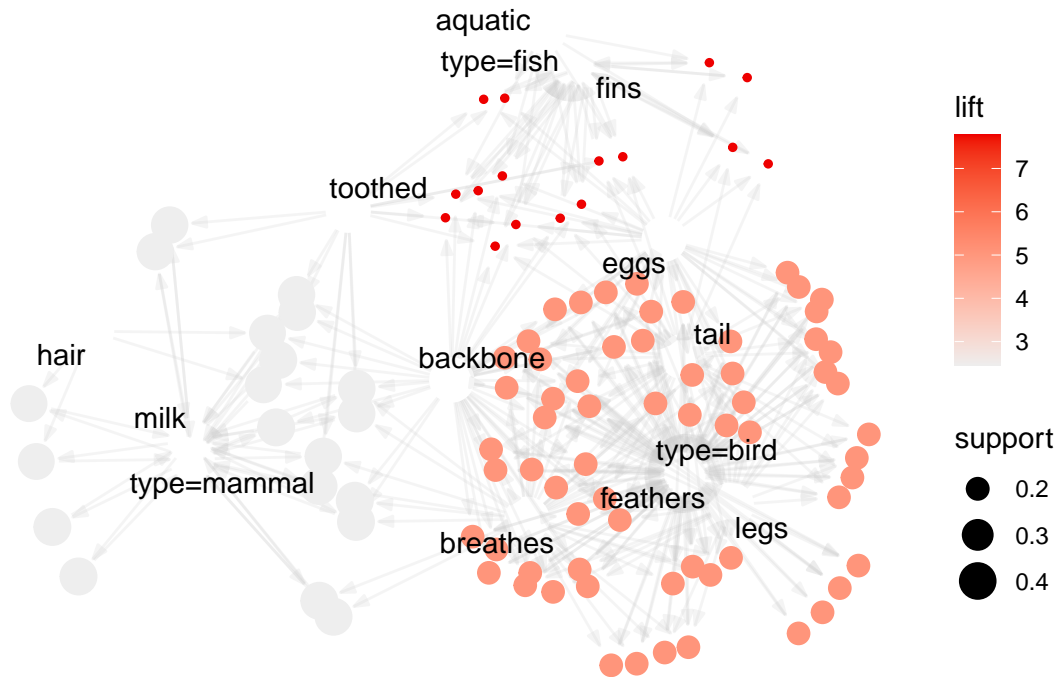 aquatic
type=fish
fins
toothed
eggs
tail
hair
backbone
milk
type=bird
type=mammal
feathers
legs
breathes
lift
7
6
5
4
3
support
0.2
0.3
0.4